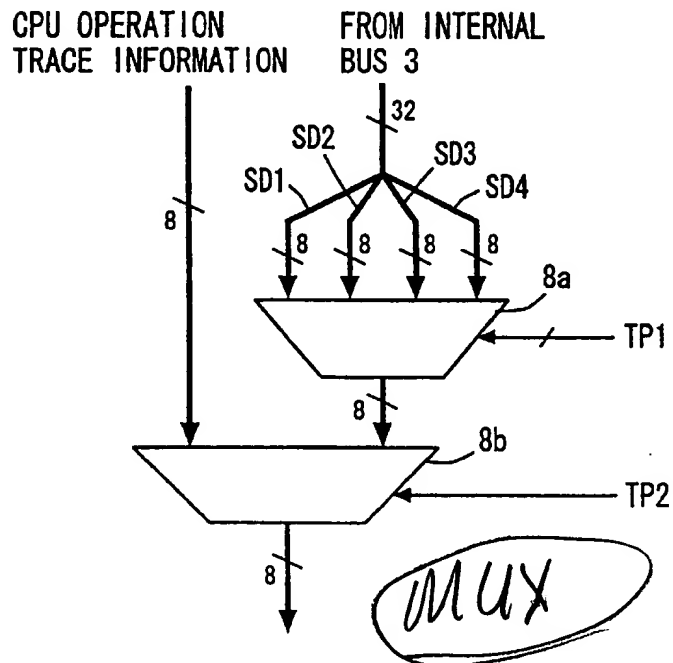 CPU OPERATION
TRACE INFORMATION
FROM INTERNAL
BUS 3
32
SD1
SD2
SD3
SD4
8
8
8
8
8
8a
TP1
8
8b
TP2
8
MUX